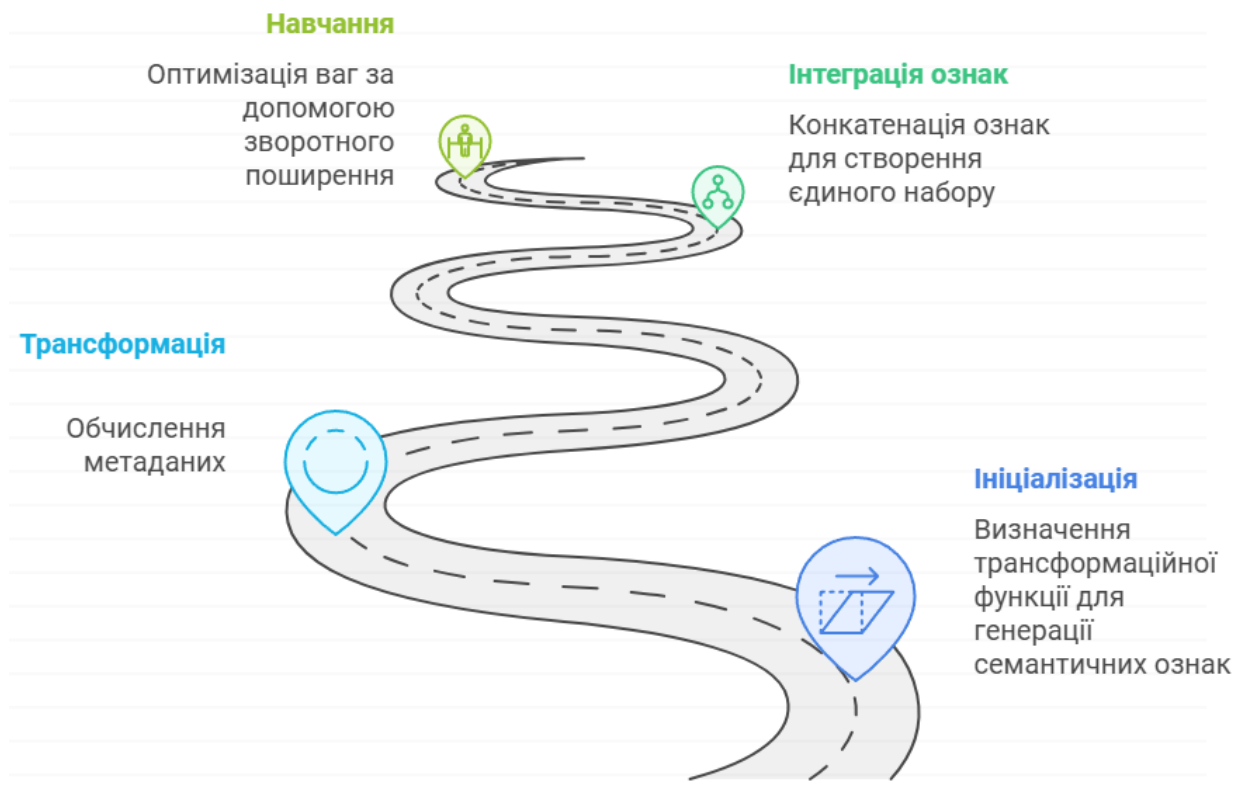 Навчання
Оптимізація ваг за
допомогою
зворотного
поширення
Інтеграція ознак
Конкатенація ознак
для створення
єдиного набору
Трансформація
Обчислення
метаданих
Ініціалізація
Визначення
трансформаційної
функції для
генерації
семантичних ознак